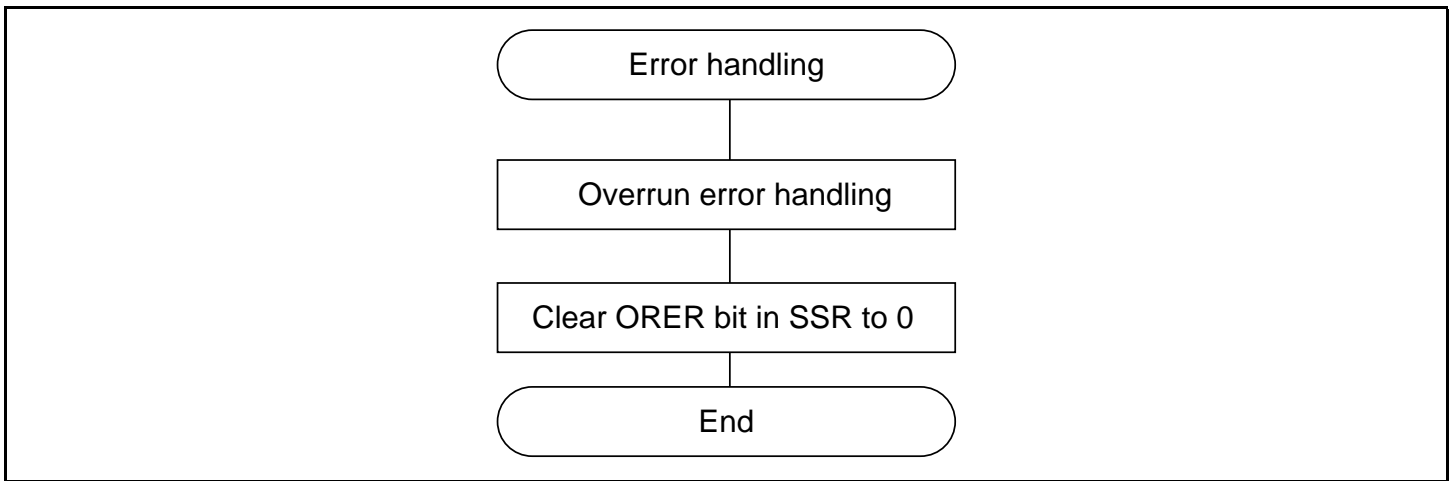 Error handling
Overrun error handling
Clear ORER bit in SSR to 0
End